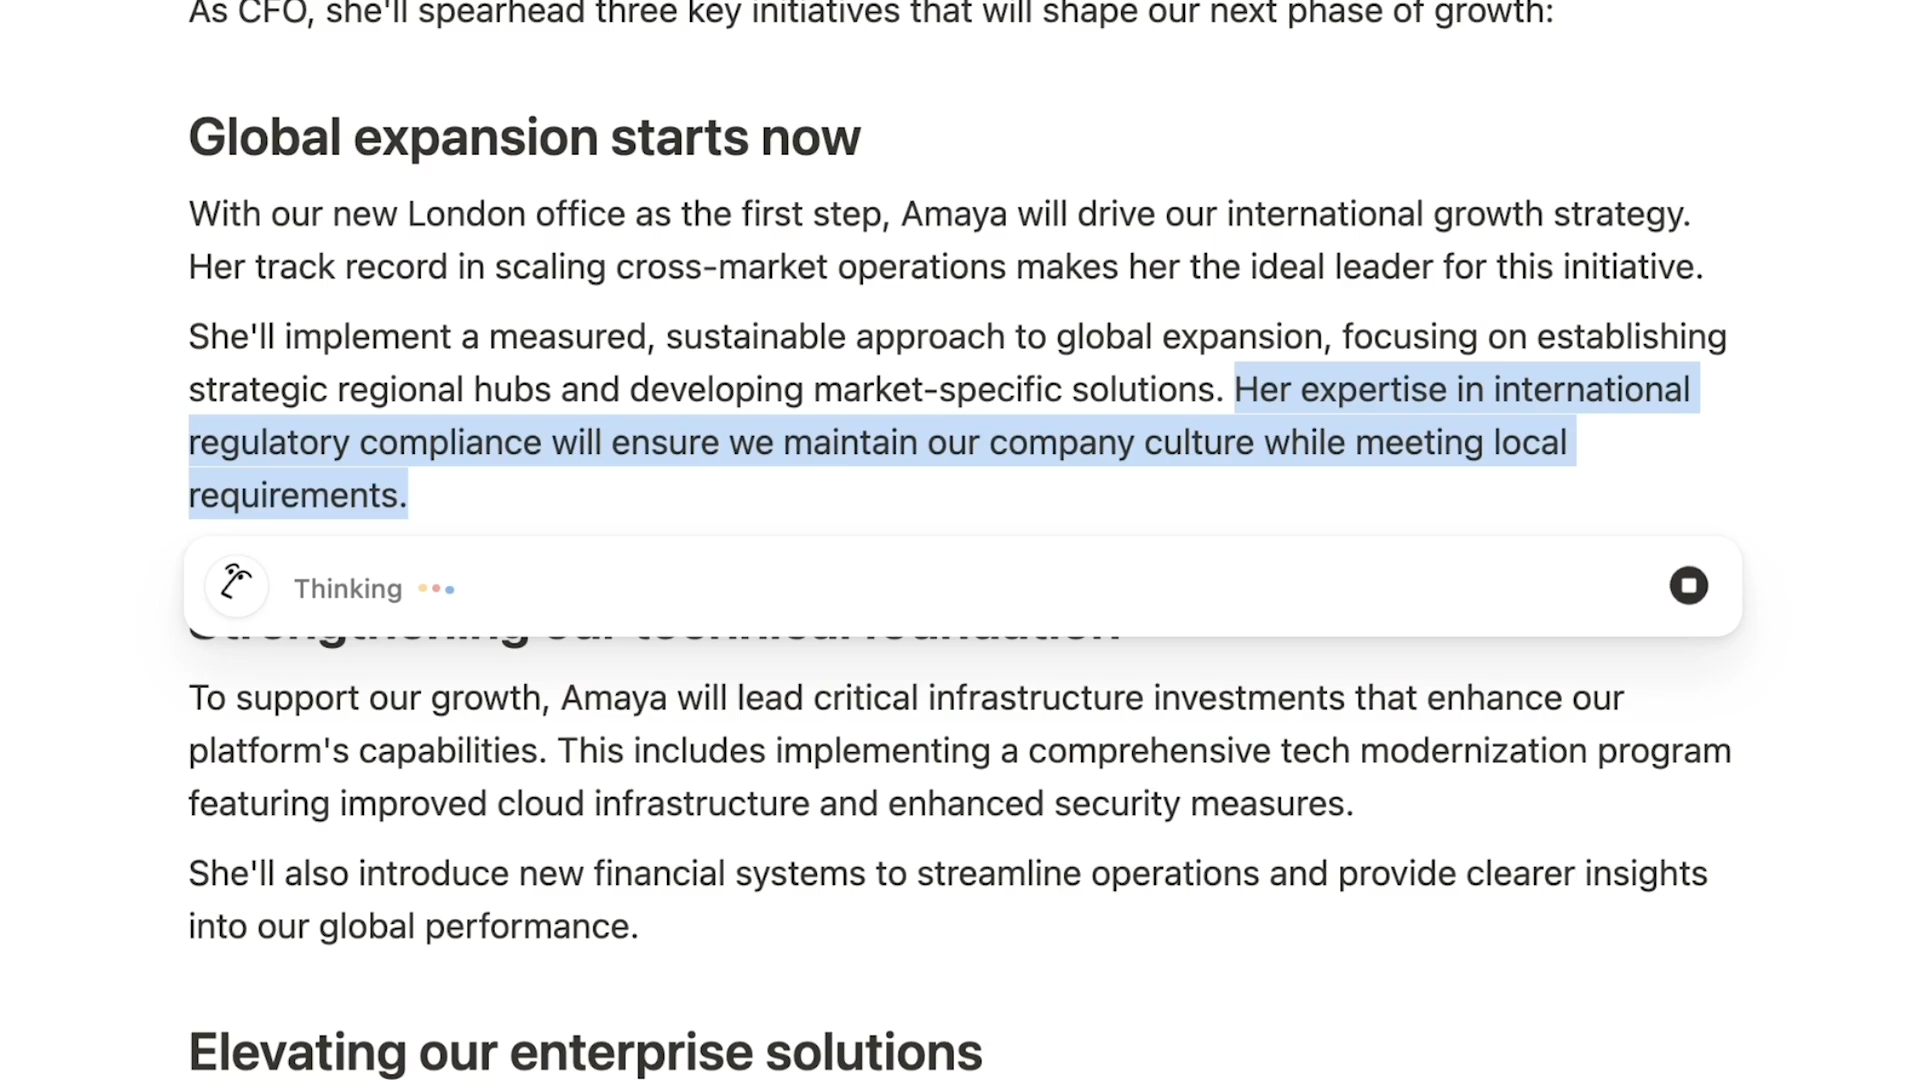 As CFO, she'll spearhead three key initiatives that will shape our next phase of growth:
Global expansion starts now
With our new London office as the first step, Amaya will drive our international growth strategy.
Her track record in scaling cross-market operations makes her the ideal leader for this initiative.
She'll implement a measured, sustainable approach to global expansion, focusing on establishing
strategic regional hubs and developing market-specific solutions. Her expertise in international
regulatory compliance will ensure we maintain our company culture while meeting local
requirements.
Thinking
Strengthening our technical foundation
To support our growth, Amaya will lead critical infrastructure investments that enhance our
platform's capabilities. This includes implementing a comprehensive tech modernization program
featuring improved cloud infrastructure and enhanced security measures.
She'll also introduce new financial systems to streamline operations and provide clearer insights
into our global performance.
Elevating our enterprise solutions